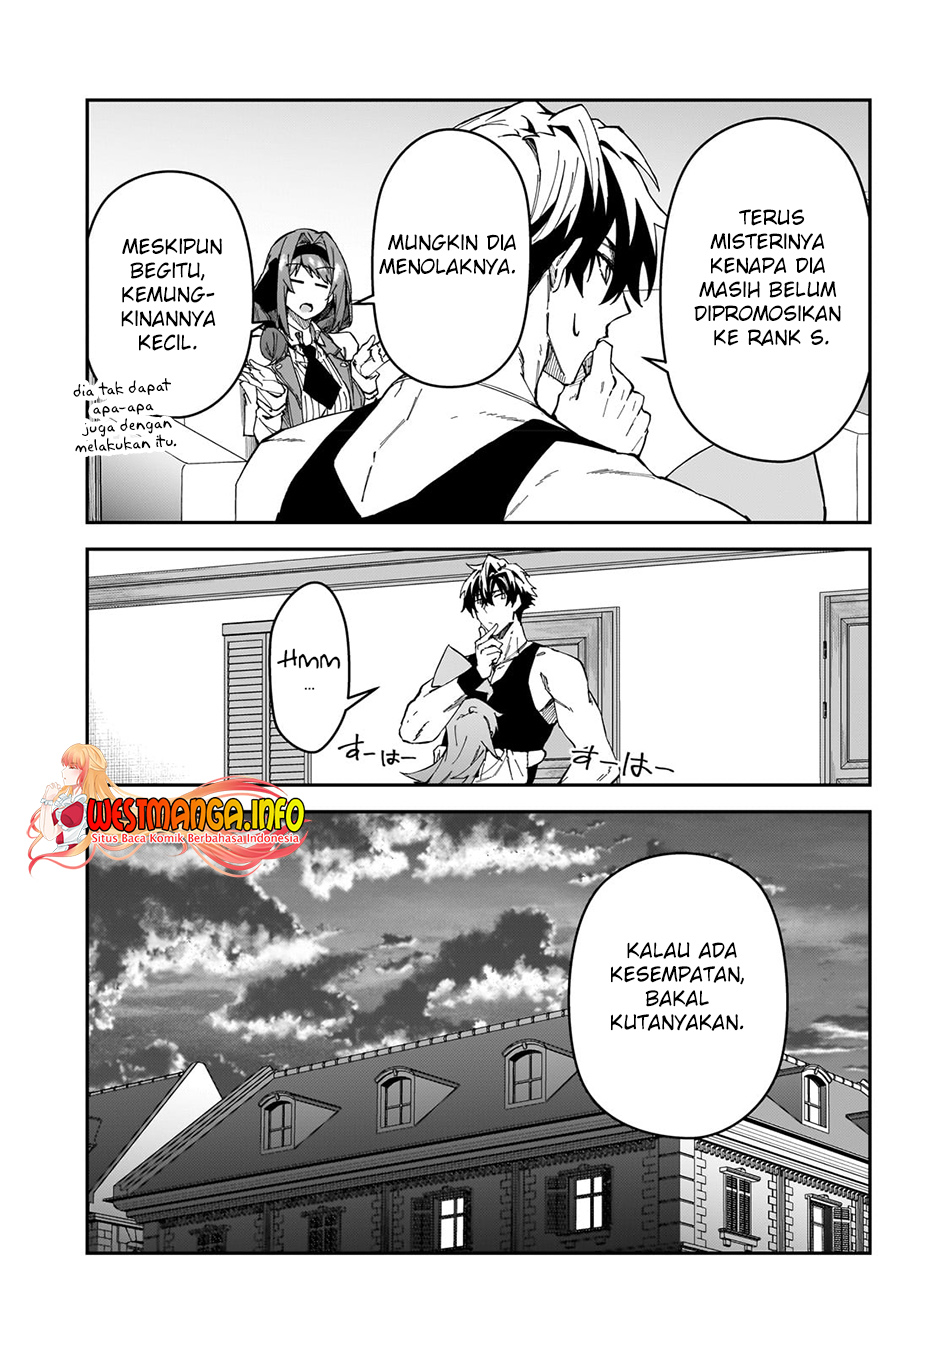 TERUS
MISTERINYA
KENAPA DIA
MASIH BELUM
DIPROMOSIKAN
KE RANK S.
MUNGKIN DIA
MENOLAKNYA.
MESKIPUN
BEGITU,
KEMUNG-
KINANNYA
KECIL.
dia tak dapat
apa-apa
juga dengan
melakukan itu.
HMM
...
すーはー
すーはー
WESTMANGA.INFO
Situs Baca Komik Berbahasa Indonesia
KALAU ADA
KESEMPATAN,
BAKAL
KUTANYAKAN.